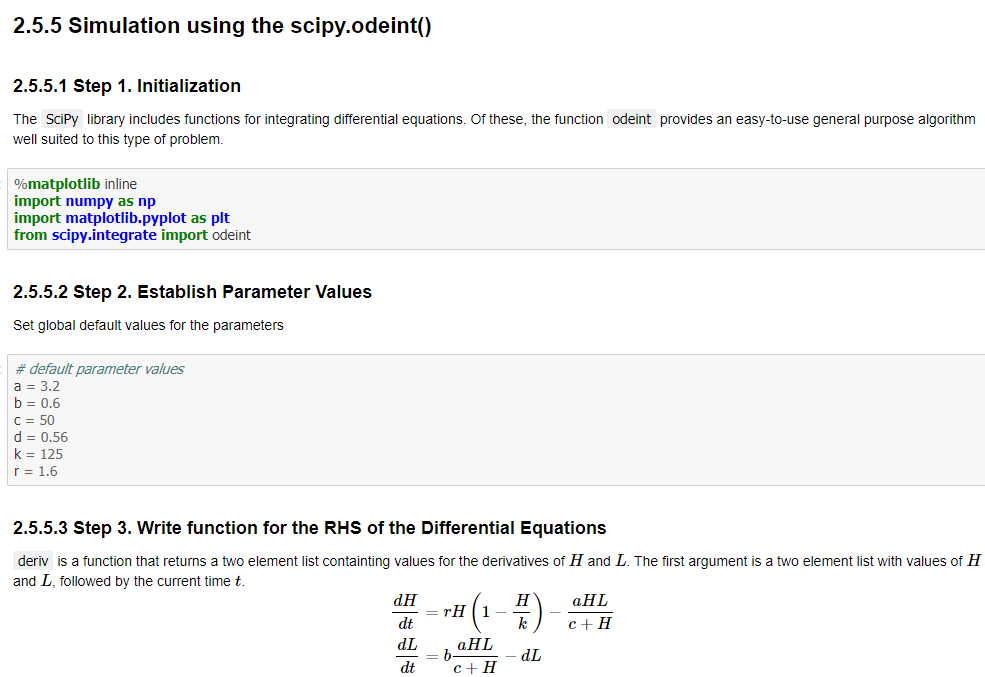 2.5.5 Simulation using the scipy.odeint()
2.5.5.1 Step 1. Initialization
The SciPy library includes functions for integrating differential equations. Of these, the function odeint provides an easy-to-use general purpose algorithm
well suited to this type of problem.
%matplotlib inline
import numpy as np
import matplotlib.pyplot as plt
from scipy.integrate import odeint
2.5.5.2 Step 2. Establish Parameter Values
Set global default values for the parameters
# default parameter values
a = 3.2
b = 0.6
c = 50
d = 0.56
k = 125
r = 1.6
2.5.5.3 Step 3. Write function for the RHS of the Differential Equations
deriv is a function that returns a two element list containting values for the derivatives of H and L. The first argument is a two element list with values of H
and L, followed by the current time t.
dH/dt = rH (1 − H/k) − aHL/(c + H)
dL/dt = b aHL/(c + H) − dL